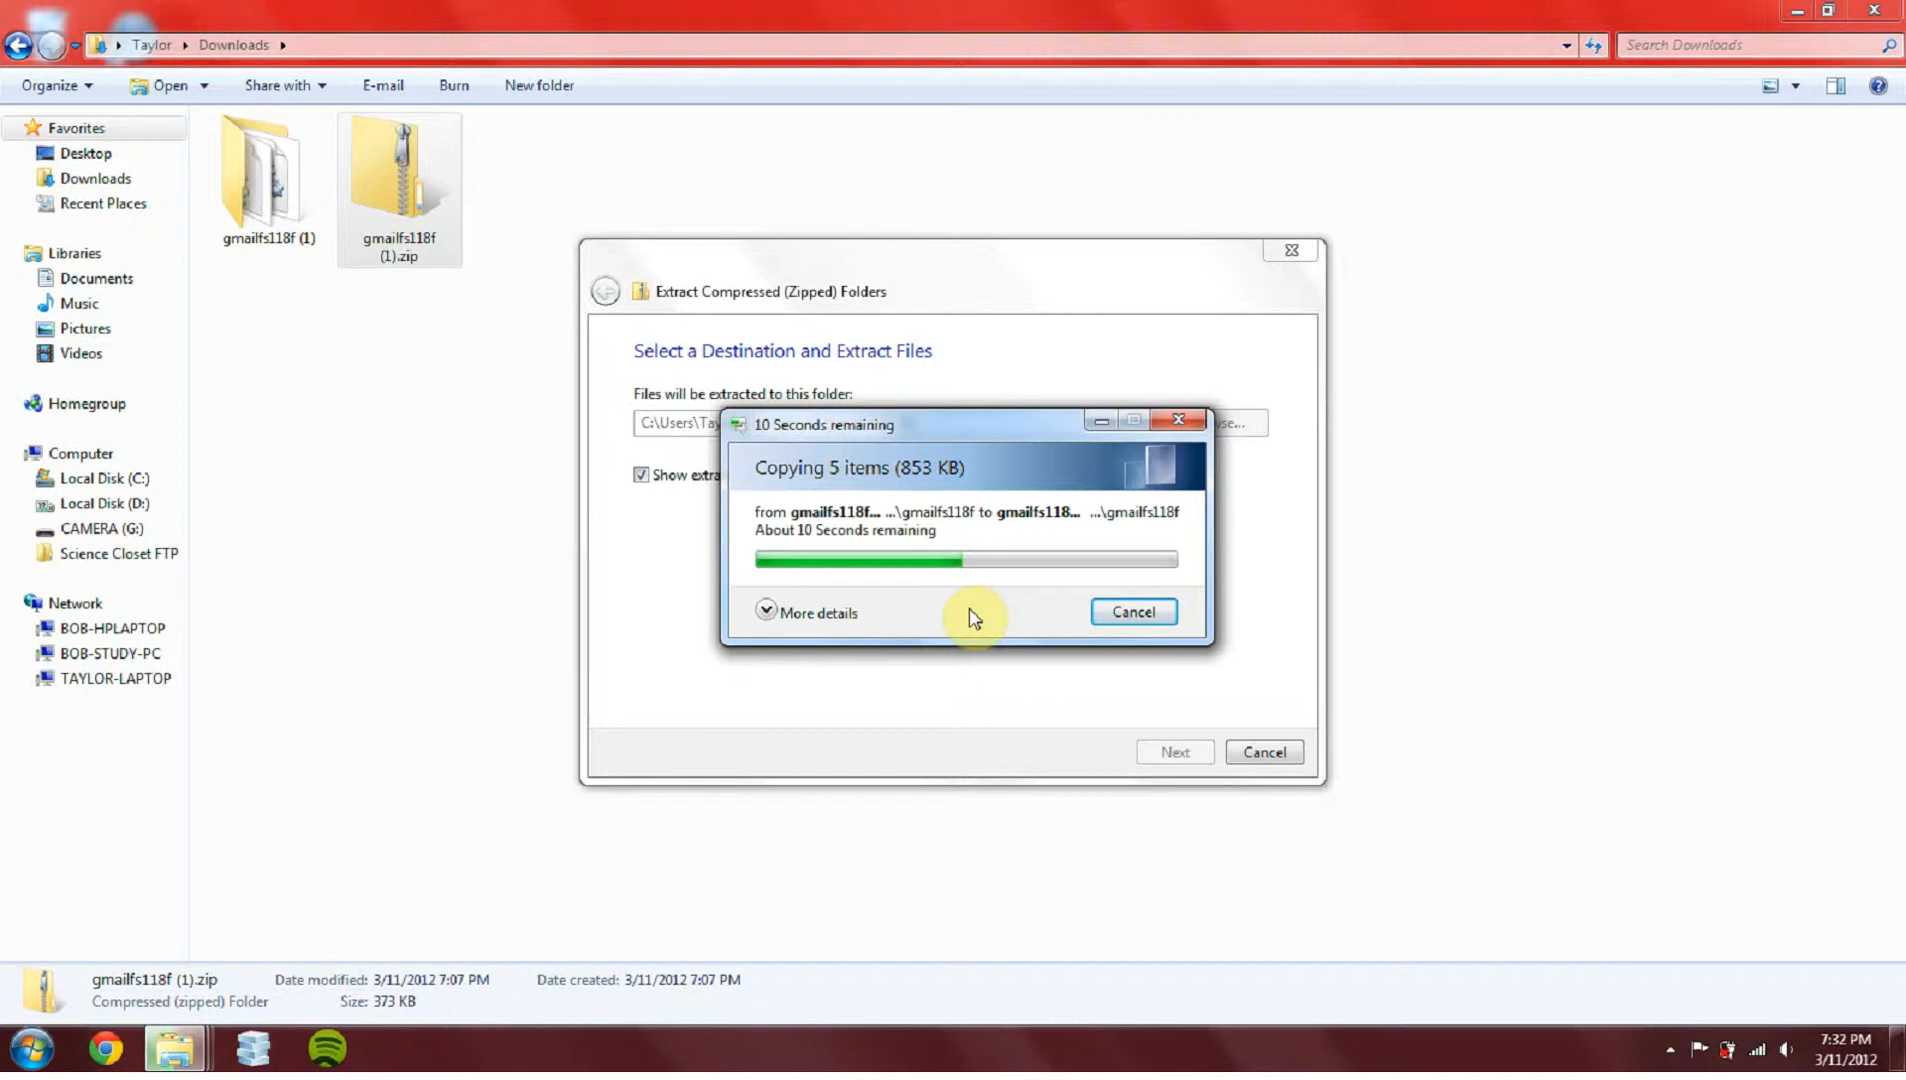 Taylor Downloads
Search Downloads
Organize Open Share with E-mail Burn New folder
Favorites
Desktop
Downloads
Recent Places
Libraries
Documents
Music
Pictures
Videos
Homegroup
Computer
Local Disk (C:)
Local Disk (D:)
CAMERA (G:)
Science Closet FTP
Network
BOB-HPLAPTOP
BOB-STUDY-PC
TAYLOR-LAPTOP
gmailfs118f (1)
gmailfs118f
(1).zip
Extract Compressed (Zipped) Folders
Select a Destination and Extract Files
Files will be extracted to this folder:
C:\Users\Tay
se...
Show extra
10 Seconds remaining
Copying 5 items (853 KB)
from gmailfs118f... ...\gmailfs118f to gmailfs118... ...\gmailfs118f
About 10 Seconds remaining
More details
Cancel
Next
Cancel
gmailfs118f (1).zip
Compressed (zipped) Folder
Date modified: 3/11/2012 7:07 PM
Size: 373 KB
Date created: 3/11/2012 7:07 PM
7:32 PM
3/11/2012